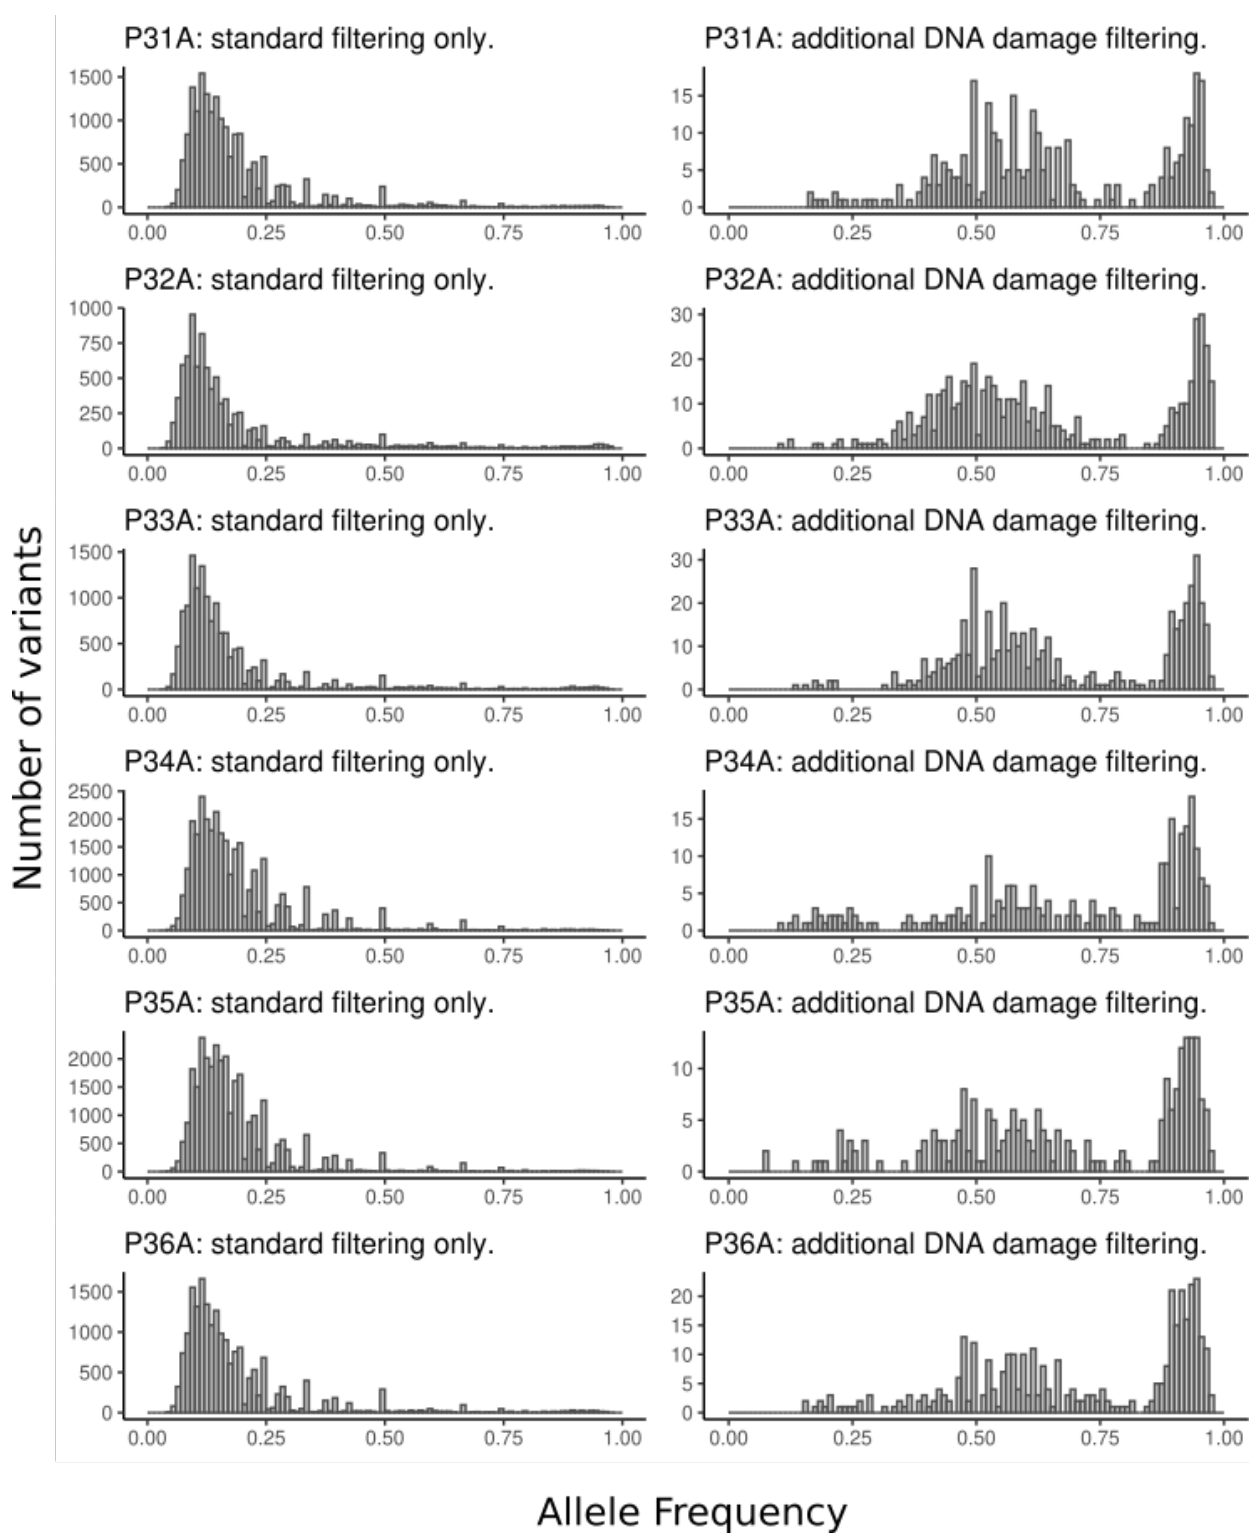 Number of variants
P31A: standard filtering only.
1500
1000
500
0
0.00 0.25 0.50 0.75 1.00
P31A: additional DNA damage filtering.
15
10
5
0
0.00 0.25 0.50 0.75 1.00
P32A: standard filtering only.
1000
750
500
250
0
0.00 0.25 0.50 0.75 1.00
P32A: additional DNA damage filtering.
30
20
10
0
0.00 0.25 0.50 0.75 1.00
P33A: standard filtering only.
1500
1000
500
0
0.00 0.25 0.50 0.75 1.00
P33A: additional DNA damage filtering.
30
20
10
0
0.00 0.25 0.50 0.75 1.00
P34A: standard filtering only.
2500
2000
1500
1000
500
0
0.00 0.25 0.50 0.75 1.00
P34A: additional DNA damage filtering.
15
10
5
0
0.00 0.25 0.50 0.75 1.00
P35A: standard filtering only.
2000
1500
1000
500
0
0.00 0.25 0.50 0.75 1.00
P35A: additional DNA damage filtering.
10
5
0
0.00 0.25 0.50 0.75 1.00
P36A: standard filtering only.
1500
1000
500
0
0.00 0.25 0.50 0.75 1.00
P36A: additional DNA damage filtering.
20
15
10
5
0
0.00 0.25 0.50 0.75 1.00
Allele Frequency